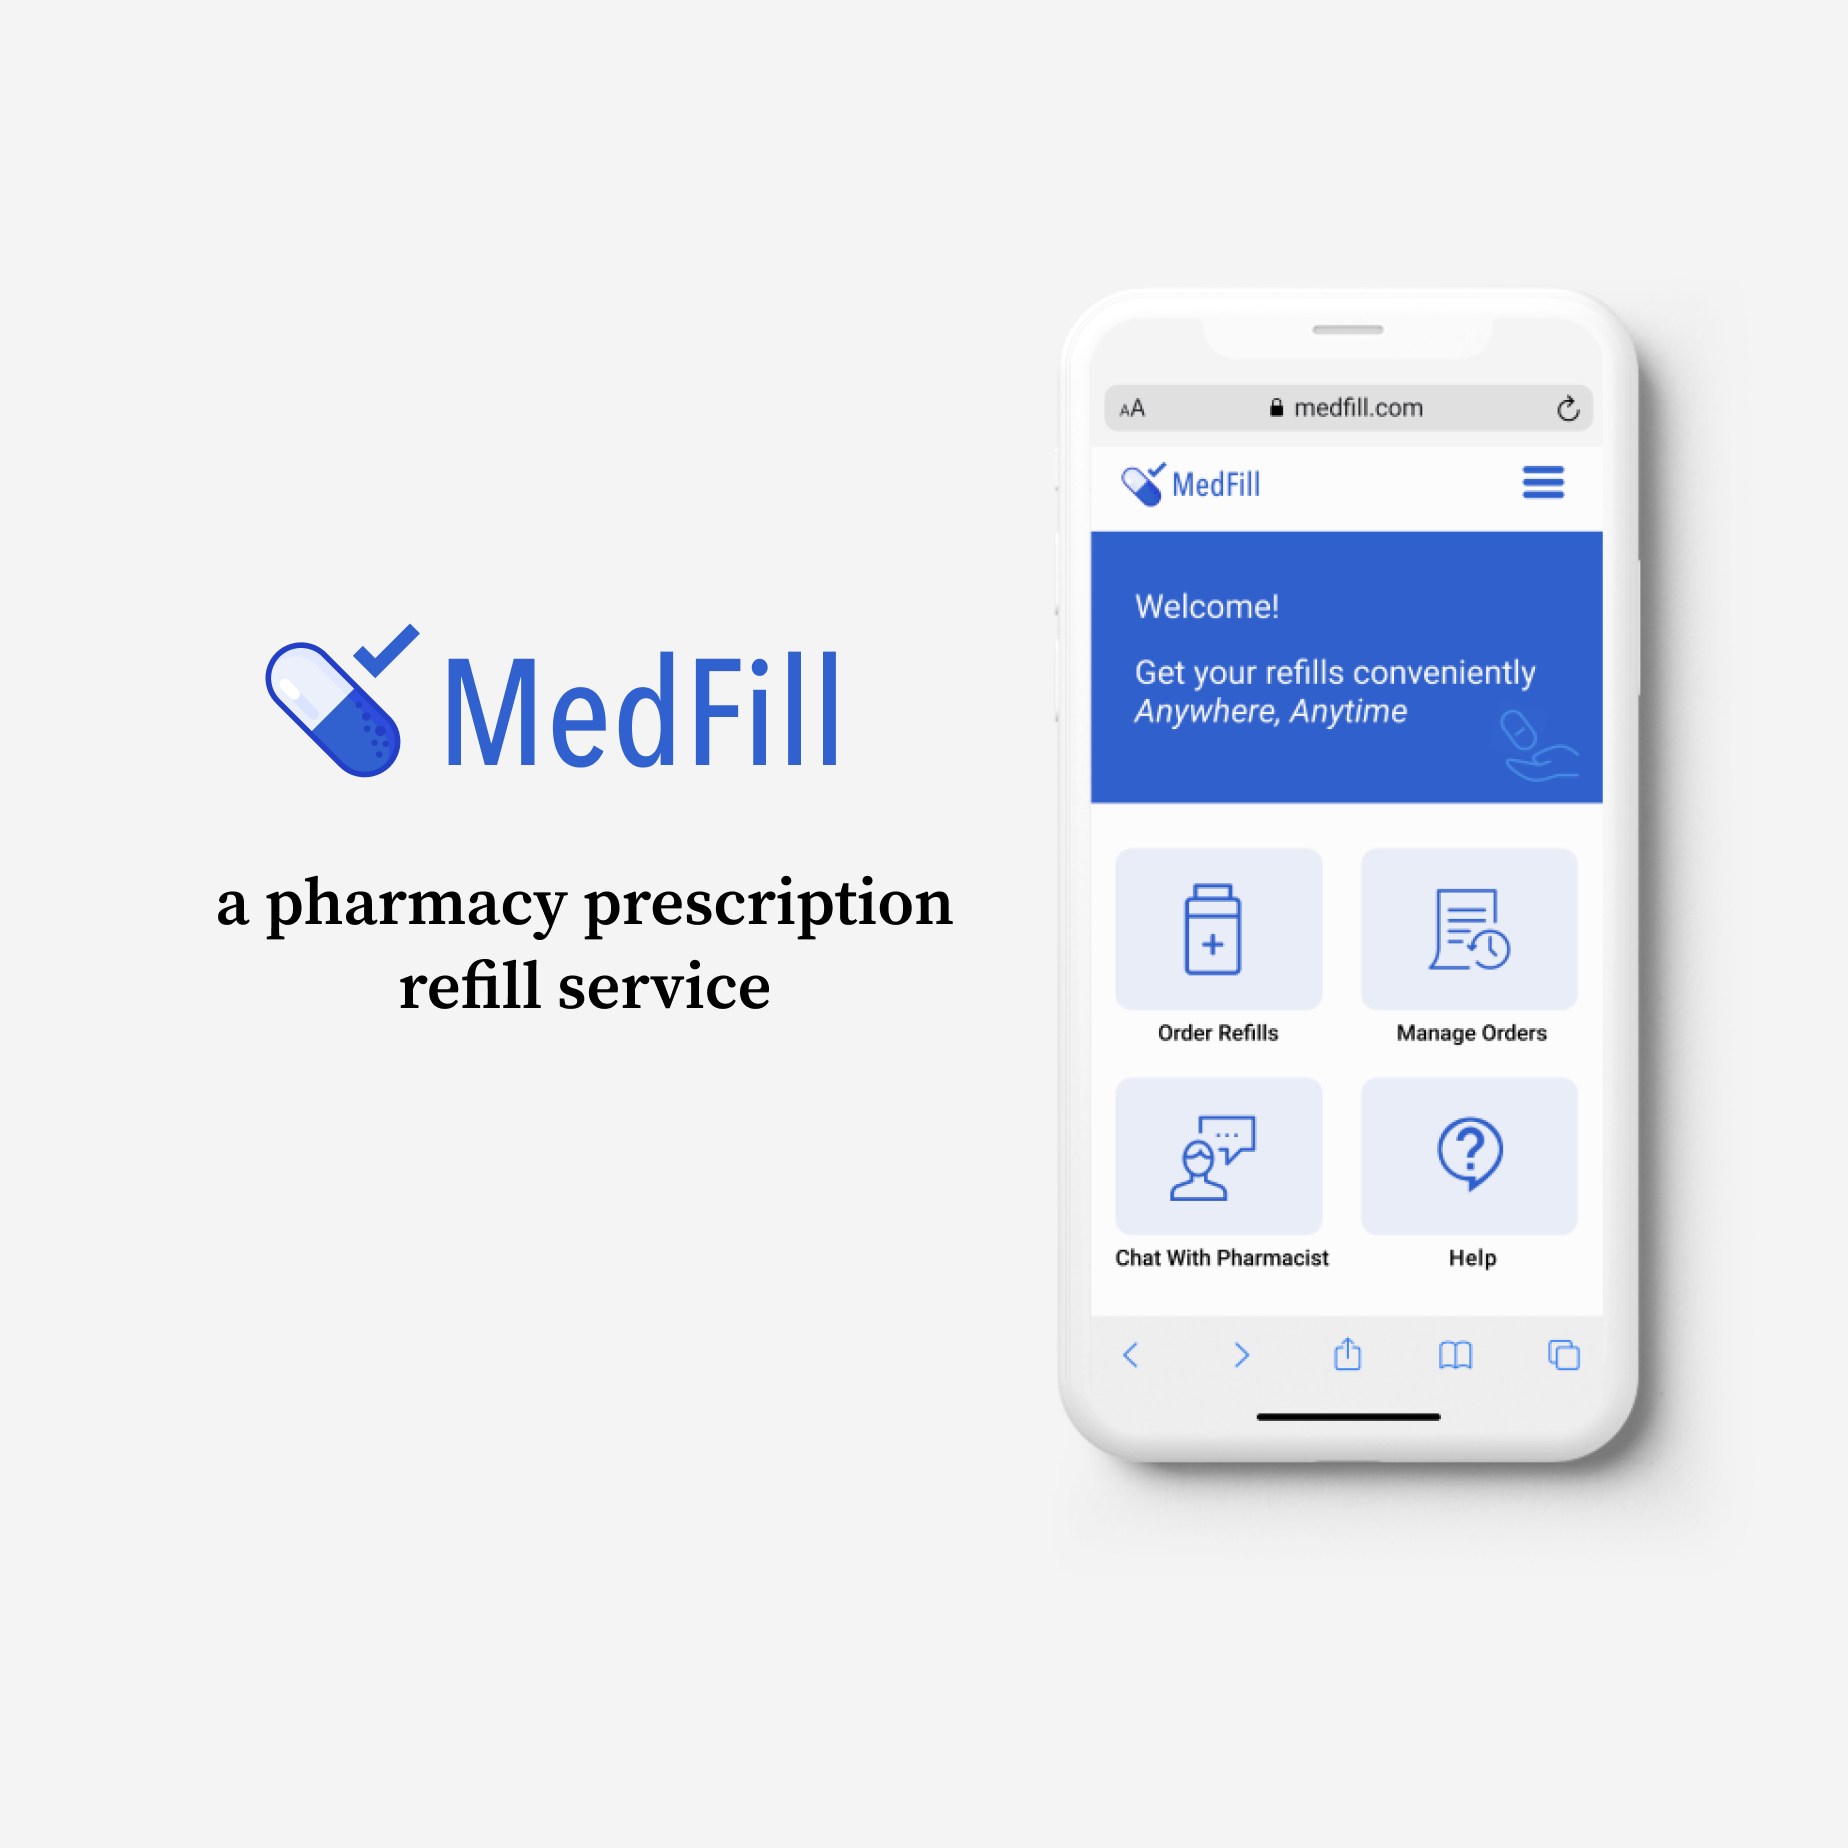 MedFill
a pharmacy prescription
refill service
AA
medfill.com
MedFill
Welcome!
Get your refills conveniently
Anywhere, Anytime
Order Refills
Manage Orders
Chat With Pharmacist
Help